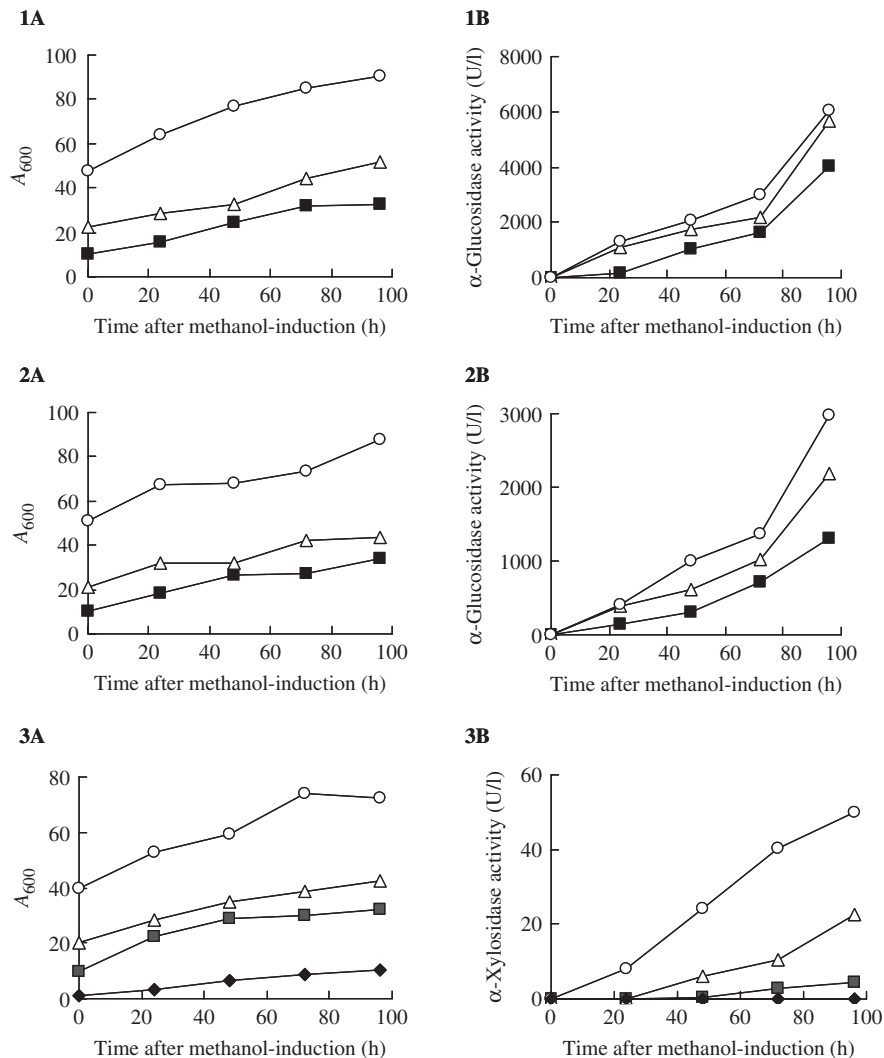 1A
100
80
60
40
20
0
A600
0 20 40 60 80 100
Time after methanol-induction (h)
1B
8000
6000
4000
2000
0
α-Glucosidase activity (U/l)
0 20 40 60 80 100
Time after methanol-induction (h)
2A
100
80
60
40
20
0
A600
0 20 40 60 80 100
Time after methanol-induction (h)
2B
3000
2000
1000
0
α-Glucosidase activity (U/l)
0 20 40 60 80 100
Time after methanol-induction (h)
3A
80
60
40
20
0
A600
0 20 40 60 80 100
Time after methanol-induction (h)
3B
60
40
20
0
α-Xylosidase activity (U/l)
0 20 40 60 80 100
Time after methanol-induction (h)